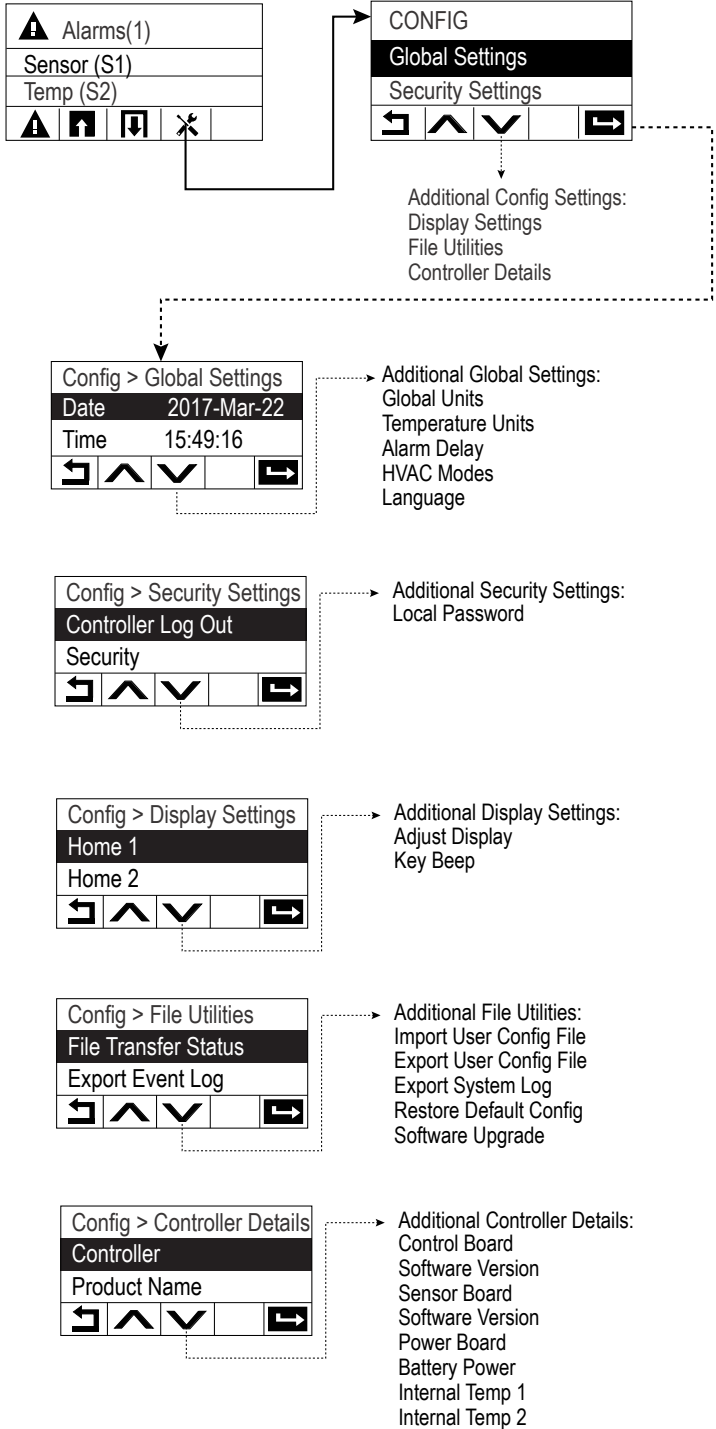 Alarms(1)
Sensor (S1)
Temp (S2)
CONFIG
Global Settings
Security Settings
Additional Config Settings:
Display Settings
File Utilities
Controller Details
Config > Global Settings
Date 2017-Mar-22
Time 15:49:16
Additional Global Settings:
Global Units
Temperature Units
Alarm Delay
HVAC Modes
Language
Config > Security Settings
Controller Log Out
Security
Additional Security Settings:
Local Password
Config > Display Settings
Home 1
Home 2
Additional Display Settings:
Adjust Display
Key Beep
Config > File Utilities
File Transfer Status
Export Event Log
Additional File Utilities:
Import User Config File
Export User Config File
Export System Log
Restore Default Config
Software Upgrade
Config > Controller Details
Controller
Product Name
Additional Controller Details:
Control Board
Software Version
Sensor Board
Software Version
Power Board
Battery Power
Internal Temp 1
Internal Temp 2